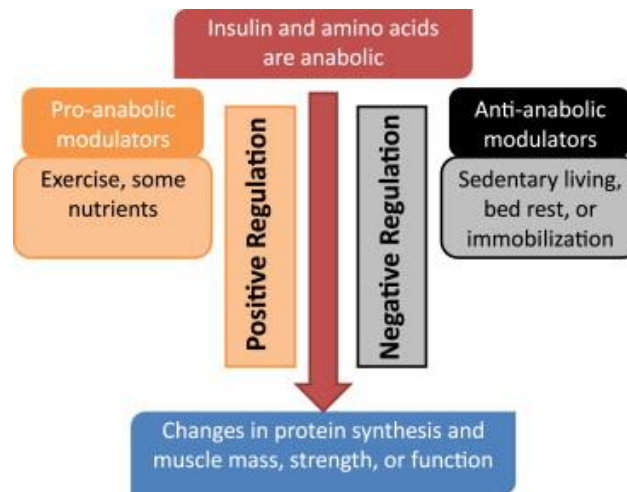 Insulin and amino acids
are anabolic
Pro-anabolic
modulators
Exercise, some
nutrients
Positive Regulation
Negative Regulation
Anti-anabolic
modulators
Sedentary living,
bed rest, or
immobilization
Changes in protein synthesis and
muscle mass, strength, or function